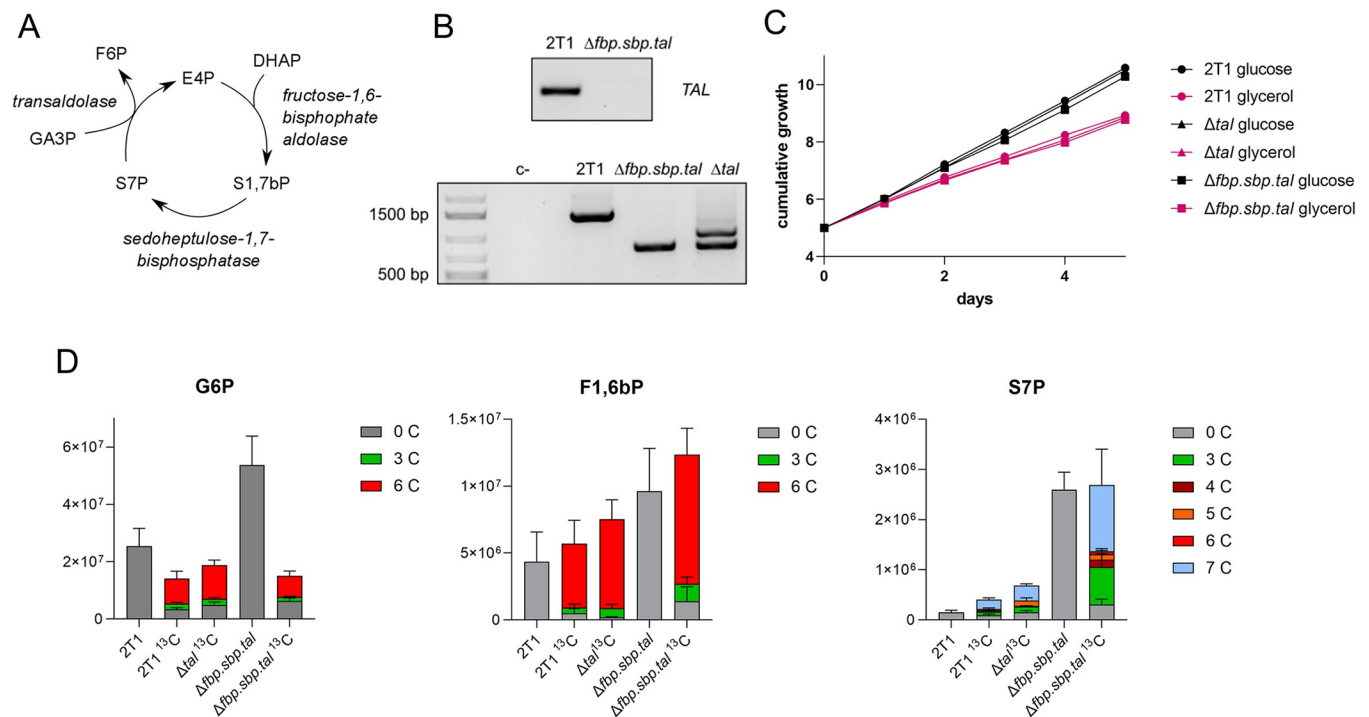 A
F6P
E4P
DHAP
transaldolase
fructose-1,6-
bisphophate
aldolase
GA3P
S7P
S1,7bP
sedoheptulose-1,7-
bisphosphatase
B
2T1 Δfbp.sbp.tal
TAL
c- 2T1 Δfbp.sbp.tal Δtal
1500 bp
500 bp
C
cumulative growth
10
8
6
4
0 2 4
days
2T1 glucose
2T1 glycerol
Δtal glucose
Δtal glycerol
Δfbp.sbp.tal glucose
Δfbp.sbp.tal glycerol
D
G6P
6×10⁷
4×10⁷
2×10⁷
0
2T1
2T1 ¹³C
Δtal ¹³C
Δfbp.sbp.tal
Δfbp.sbp.tal ¹³C
0 C
3 C
6 C
F1,6bP
1.5×10⁷
1×10⁷
5×10⁶
0
2T1
2T1 ¹³C
Δtal¹³C
Δfbp.sbp.tal
Δfbp.sbp.tal ¹³C
0 C
3 C
6 C
S7P
4×10⁶
3×10⁶
2×10⁶
1×10⁶
0
2T1
2T1 ¹³C
Δtal¹³C
Δfbp.sbp.tal
Δfbp.sbp.tal ¹³C
0 C
3 C
4 C
5 C
6 C
7 C